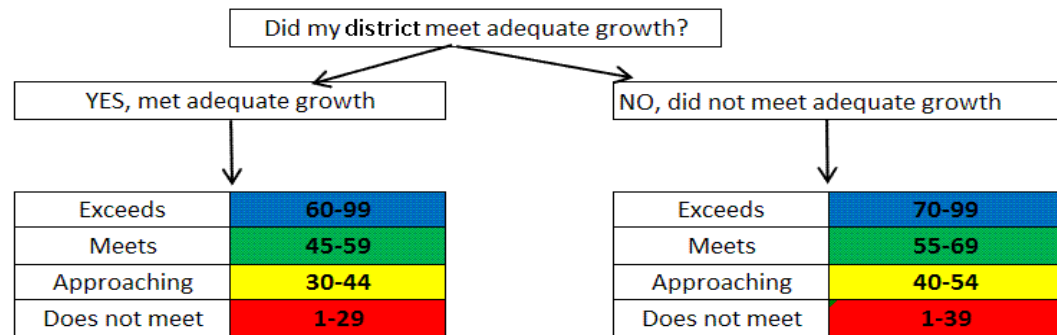 Did my district meet adequate growth?
YES, met adequate growth
NO, did not meet adequate growth
Exceeds 60-99
Meets 45-59
Approaching 30-44
Does not meet 1-29
Exceeds 70-99
Meets 55-69
Approaching 40-54
Does not meet 1-39